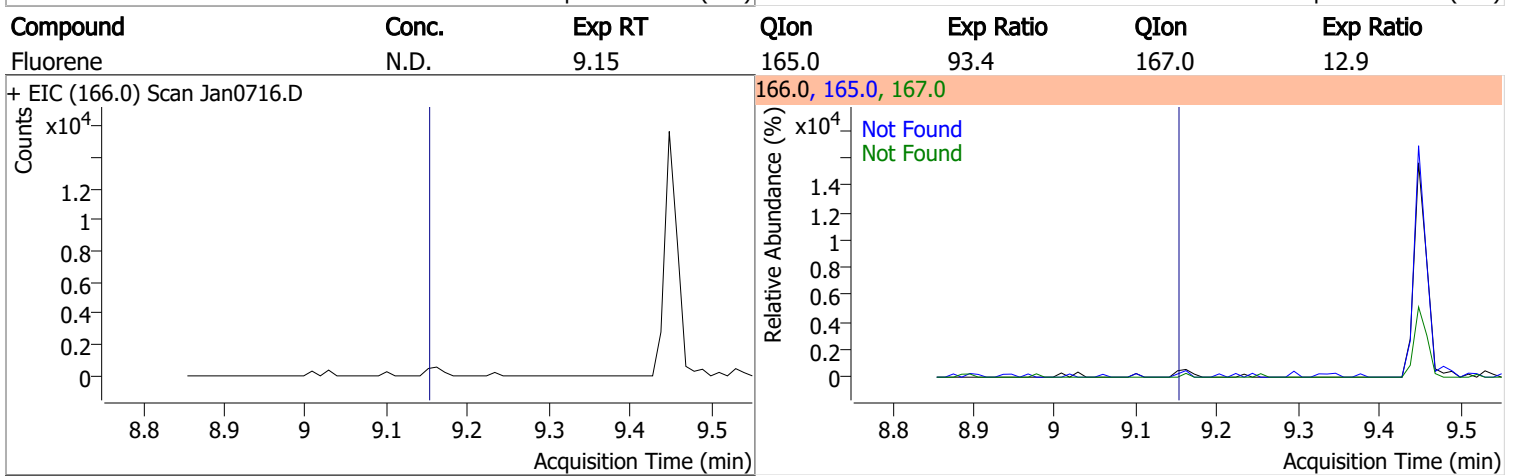 Compound Conc. Exp RT QIon Exp Ratio QIon Exp Ratio
Fluorene N.D. 9.15 165.0 93.4 167.0 12.9
+ EIC (166.0) Scan Jan0716.D
Counts
x10⁴
1.2
1
0.8
0.6
0.4
0.2
0
8.8 8.9 9 9.1 9.2 9.3 9.4 9.5
Acquisition Time (min)
166.0, 165.0, 167.0
Relative Abundance (%)
x10⁴
Not Found
Not Found
1.4
1.2
1
0.8
0.6
0.4
0.2
0
8.8 8.9 9 9.1 9.2 9.3 9.4 9.5
Acquisition Time (min)